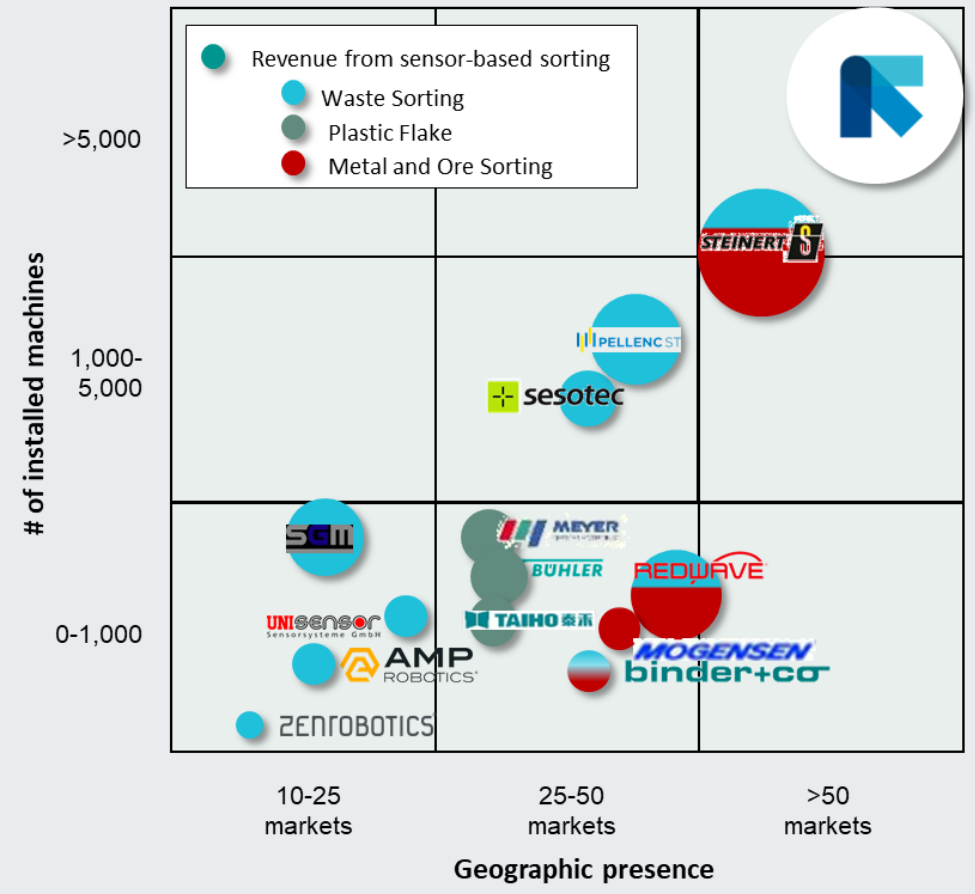 Revenue from sensor-based sorting
Waste Sorting
Plastic Flake
Metal and Ore Sorting
>5,000
STEINERT
# of installed machines
1,000-
5,000
PELLENC ST
sesotec
SGM
MEYER
BÜHLER
REDWAVE
0-1,000
UNISENSOR
Sensorsysteme GmbH
TAIHO 泰禾
AMP
ROBOTICS
MOGENSEN
binder+co
ZENROBOTICS
10-25
markets
25-50
markets
>50
markets
Geographic presence